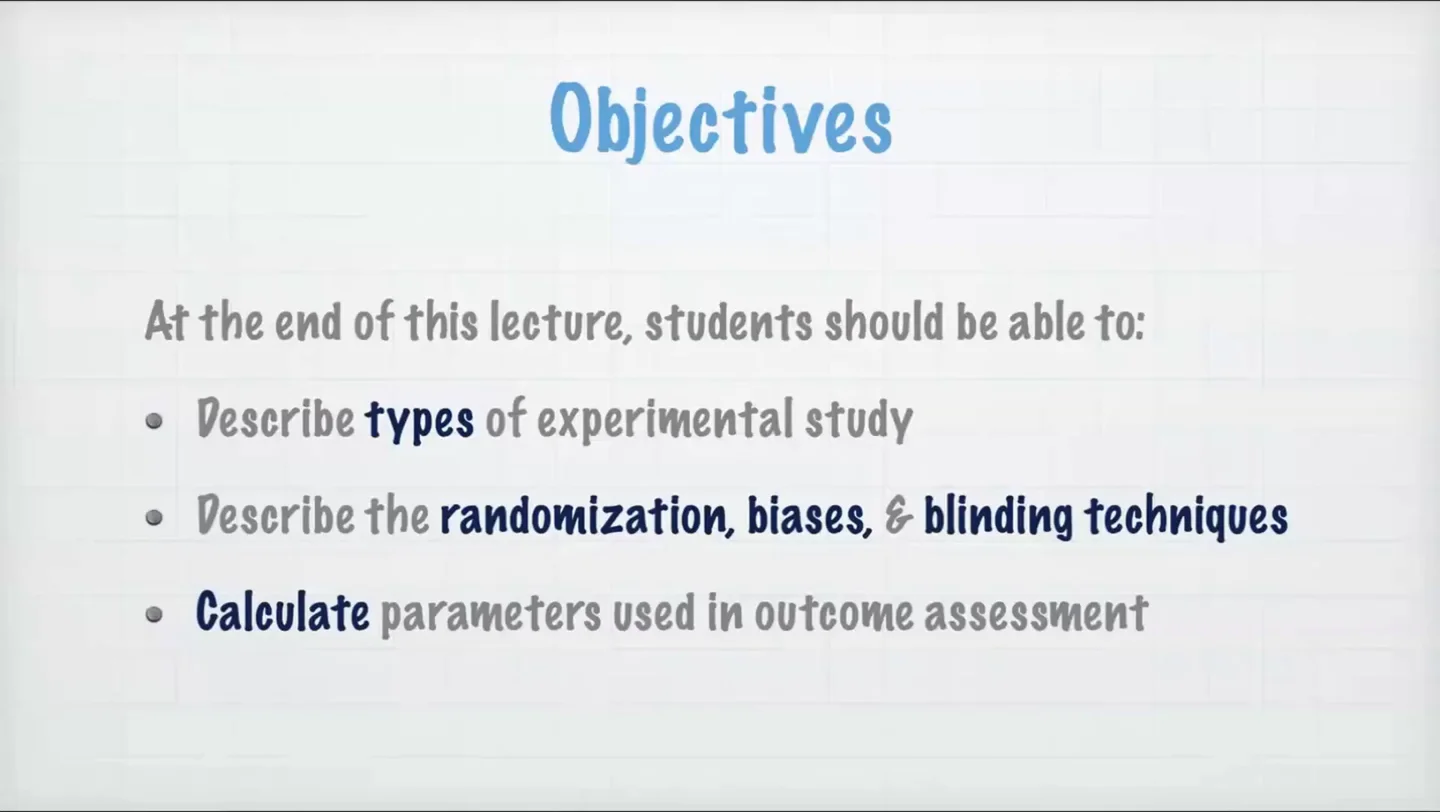 Objectives
At the end of this lecture, students should be able to:
• Describe types of experimental study
• Describe the randomization, biases, & blinding techniques
• Calculate parameters used in outcome assessment